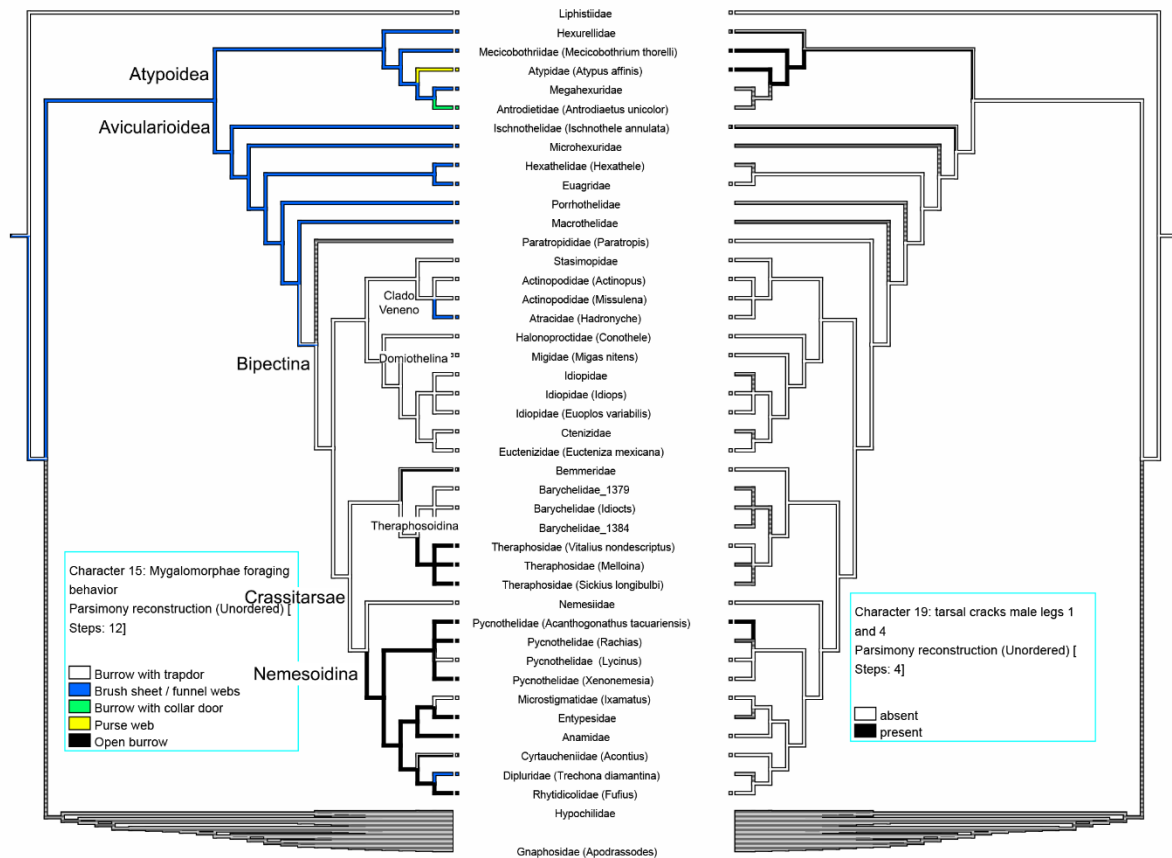 Liphistiidae
Hexurellidae
Mecicobothriidae (Mecicobothrium thorelli)
Atypoidea
Atypidae (Atypus affinis)
Megahexuridae
Antrodietidae (Antrodiaetus unicolor)
Avicularioidea
Ischnothelidae (Ischnothele annulata)
Microhexuridae
Hexathelidae (Hexathele)
Euagridae
Porrhothelidae
Macrothelidae
Paratropididae (Paratropis)
Stasimopidae
Actinopodidae (Actinopus)
Clado
Veneno
Actinopodidae (Missulena)
Atracidae (Hadronyche)
Halonoproctidae (Conothele)
Bipectina
Domiothelina
Migidae (Migas nitens)
Idiopidae
Idiopidae (Idiops)
Idiopidae (Euoplos variabilis)
Ctenizidae
Euctenizidae (Eucteniza mexicana)
Bemmeridae
Barychelidae_1379
Barychelidae (Idiocts)
Theraphosoidina
Barychelidae_1384
Theraphosidae (Vitalius nondescriptus)
Theraphosidae (Melloina)
Theraphosidae (Sickius longibulbi)
Crassitarsae
Nemesiidae
Pycnothelidae (Acanthogonathus tacuariensis)
Pycnothelidae (Rachias)
Pycnothelidae (Lycinus)
Nemesoidina
Pycnothelidae (Xenonemesia)
Microstigmatidae (Ixamatus)
Entypesidae
Anamidae
Cyrtaucheniidae (Acontius)
Dipluridae (Trechona diamantina)
Rhytidicolidae (Fufius)
Hypochilidae
Gnaphosidae (Apodrassodes)
Character 15: Mygalomorphae foraging
behavior
Parsimony reconstruction (Unordered) [
Steps: 12]
Burrow with trapdor
Brush sheet / funnel webs
Burrow with collar door
Purse web
Open burrow
Character 19: tarsal cracks male legs 1
and 4
Parsimony reconstruction (Unordered) [
Steps: 4]
absent
present